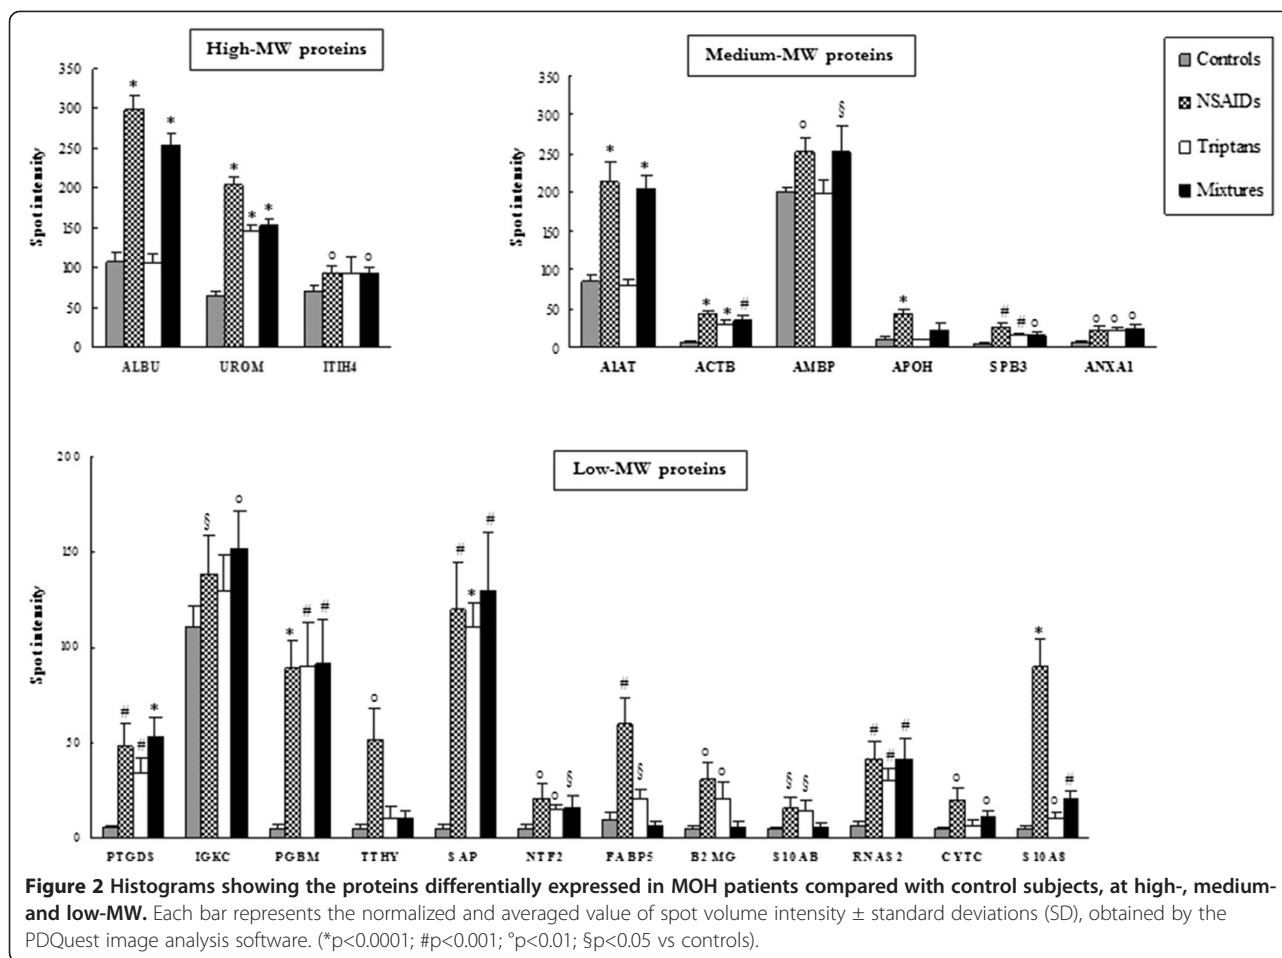 High-MW proteins
Spot intensity
350
300
250
200
150
100
50
0
* * * * * o o
ALBU UROM ITIH4
Medium-MW proteins
Spot intensity
350
300
250
200
150
100
50
0
* * * * # o § * # # o o o o
A1AT ACTB AMBP APOH SPB3 ANXA1
Controls
NSAIDs
Triptans
Mixtures
Low-MW proteins
Spot intensity
200
150
100
50
0
# # * § o * # # o # * # o o § # § o o § § # # # o o * o #
PTGDS IGKC PGBM TTHY SAP NTF2 FABP5 B2MG S10AB RNAS2 CYTC S10A8
Figure 2 Histograms showing the proteins differentially expressed in MOH patients compared with control subjects, at high-, medium-
and low-MW. Each bar represents the normalized and averaged value of spot volume intensity ± standard deviations (SD), obtained by the
PDQuest image analysis software. (*p<0.0001; #p<0.001; °p<0.01; §p<0.05 vs controls).